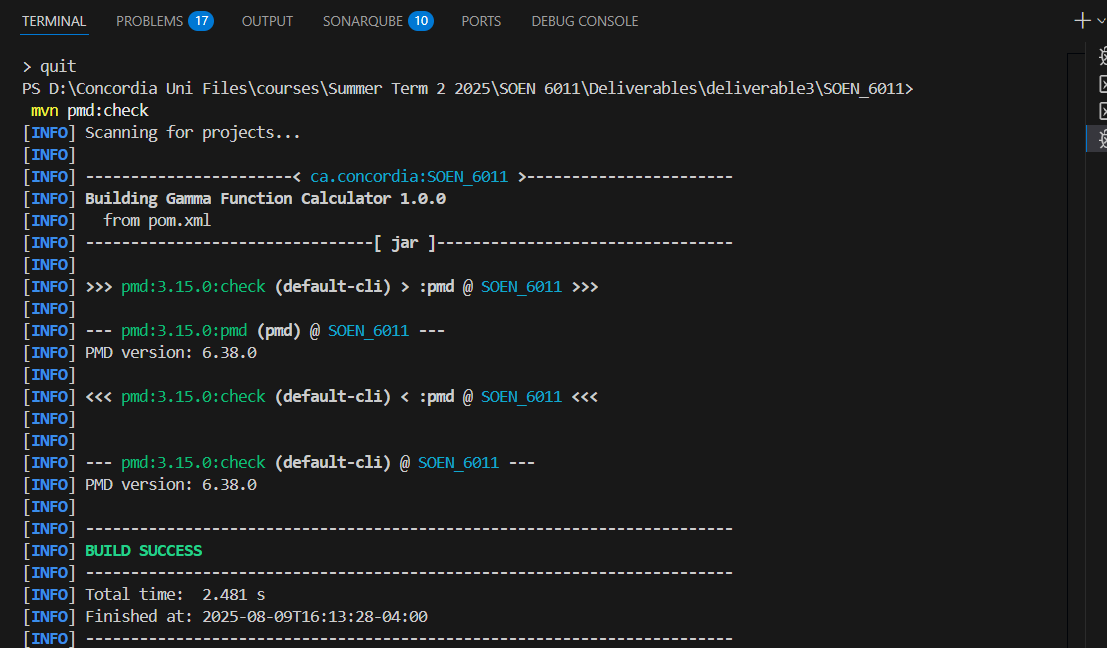 TERMINAL PROBLEMS 17 OUTPUT SONARQUBE 10 PORTS DEBUG CONSOLE
> quit
PS D:\Concordia Uni Files\courses\Summer Term 2 2025\SOEN 6011\Deliverables\deliverable3\SOEN_6011>
mvn pmd:check
[INFO] Scanning for projects...
[INFO]
[INFO] -----------------------< ca.concordia:SOEN_6011 >-----------------------
[INFO] Building Gamma Function Calculator 1.0.0
[INFO]   from pom.xml
[INFO] --------------------------------[ jar ]---------------------------------
[INFO]
[INFO] >>> pmd:3.15.0:check (default-cli) > :pmd @ SOEN_6011 >>>
[INFO]
[INFO] --- pmd:3.15.0:pmd (pmd) @ SOEN_6011 ---
[INFO] PMD version: 6.38.0
[INFO]
[INFO] <<< pmd:3.15.0:check (default-cli) < :pmd @ SOEN_6011 <<<
[INFO]
[INFO]
[INFO] --- pmd:3.15.0:check (default-cli) @ SOEN_6011 ---
[INFO] PMD version: 6.38.0
[INFO]
[INFO] ------------------------------------------------------------------------
[INFO] BUILD SUCCESS
[INFO] ------------------------------------------------------------------------
[INFO] Total time:  2.481 s
[INFO] Finished at: 2025-08-09T16:13:28-04:00
[INFO] ------------------------------------------------------------------------